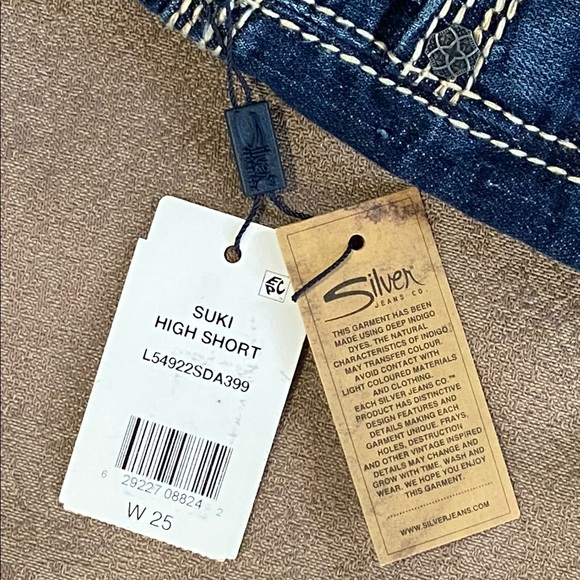 Silver
EPC
SUKI
HIGH SHORT
L54922SDA399
6 29227 08824 2
W 25
Silver
JEANS CO.
THIS GARMENT HAS BEEN
MADE USING DEEP INDIGO
DYES. THE NATURAL
CHARACTERISTICS OF INDIGO
MAY TRANSFER COLOUR.
AVOID CONTACT WITH
LIGHT COLOURED MATERIALS
AND CLOTHING.
EACH SILVER JEANS CO™
PRODUCT HAS DISTINCTIVE
DESIGN FEATURES AND
DETAILS MAKING EACH
GARMENT UNIQUE. FRAYS,
HOLES, DESTRUCTION
AND OTHER VINTAGE INSPIRED
DETAILS MAY CHANGE AND
GROW WITH TIME. WASH AND
WEAR. WE HOPE YOU ENJOY
THIS GARMENT.
WWW.SILVERJEANS.COM